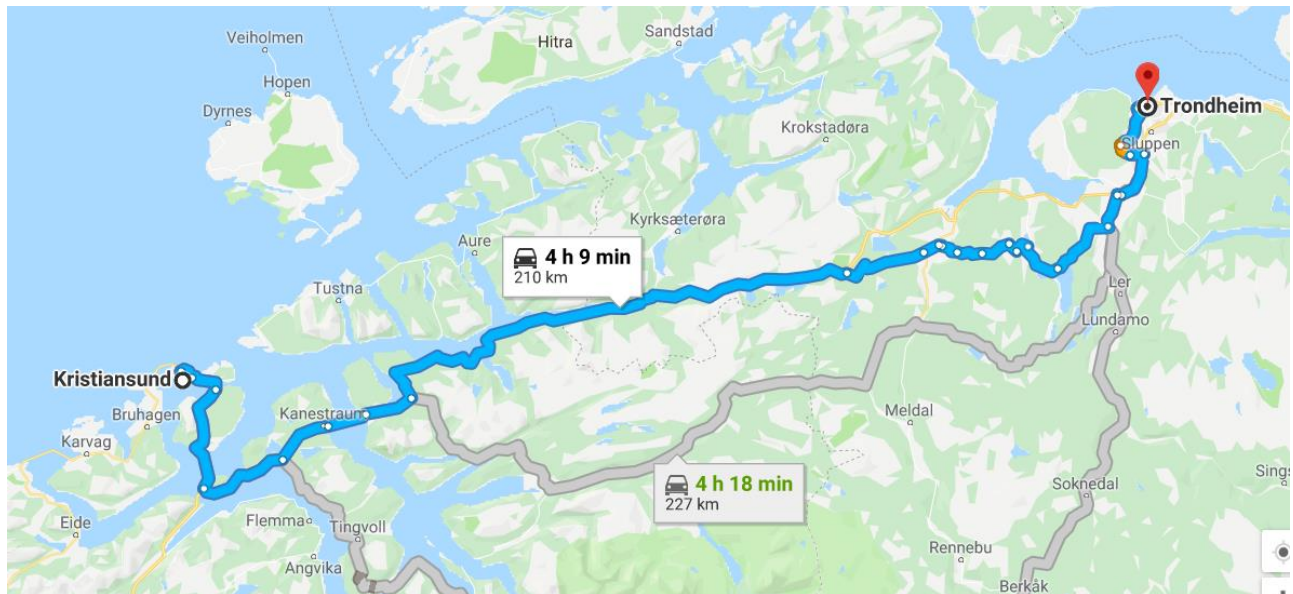 Veiholmen
Hopen
Dyrnes
Hitra
Sandstad
Krokstadøra
Trondheim
Sluppen
Kyrksæterøra
Aure
4 h 9 min
210 km
Tustna
Ler
Lundamo
Kristiansund
Bruhagen
Karvag
Kanestraum
Meldal
4 h 18 min
227 km
Sings
Soknedal
Eide
Flemma
Tingvoll
Angvika
Rennebu
Berkåk